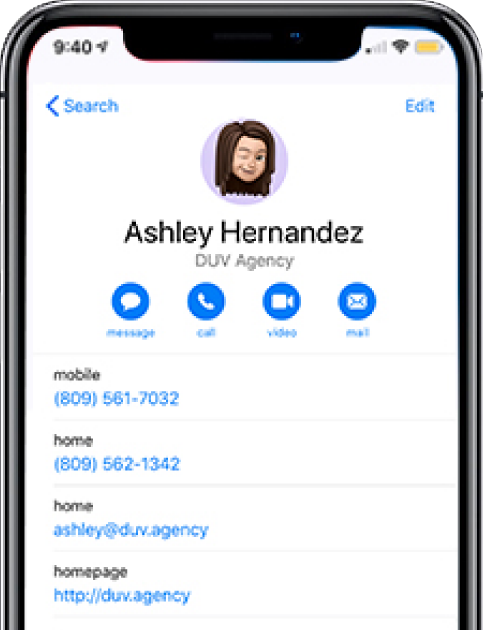 9:40
Search
Edit
Ashley Hernandez
DUV Agency
message call video mail
mobile
(809) 561-7032
home
(809) 562-1342
home
ashley@duv.agency
homepage
http://duv.agency